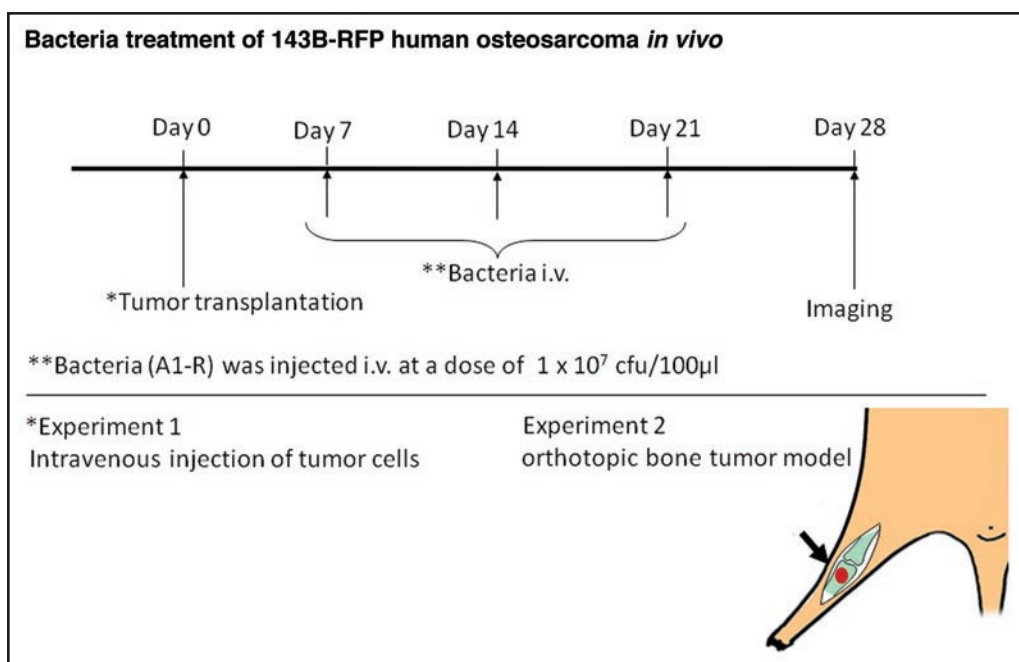 Bacteria treatment of 143B-RFP human osteosarcoma in vivo
Day 0 Day 7 Day 14 Day 21 Day 28
**Bacteria i.v.
*Tumor transplantation
Imaging
**Bacteria (A1-R) was injected i.v. at a dose of 1 x 10⁷ cfu/100µl
*Experiment 1
Intravenous injection of tumor cells
Experiment 2
orthotopic bone tumor model